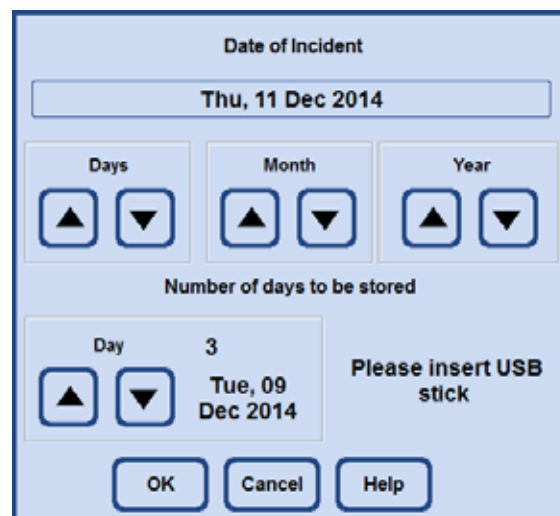 Date of Incident
Thu, 11 Dec 2014
Days Month Year
Number of days to be stored
Day 3
Tue, 09
Dec 2014
Please insert USB
stick
OK Cancel Help